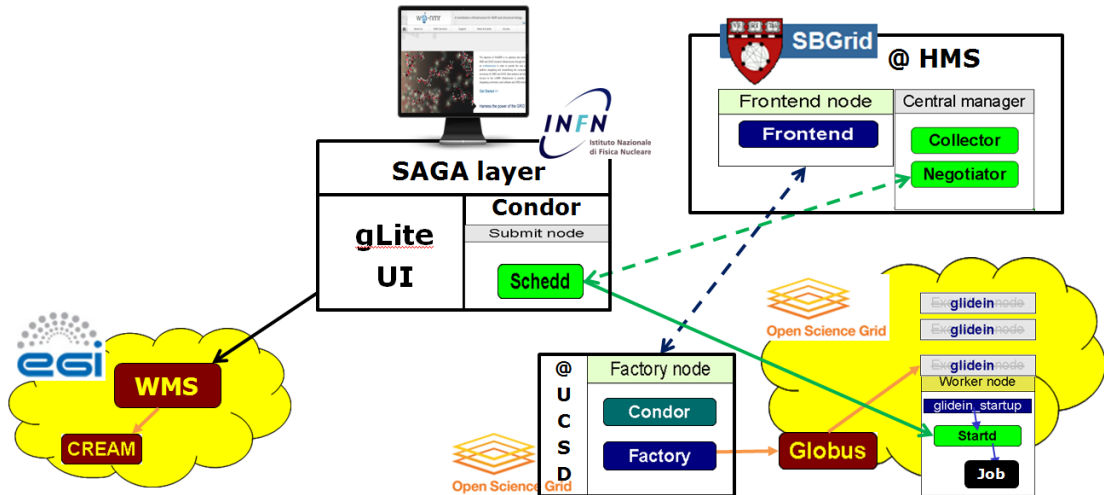 SBGrid
@ HMS
Frontend node
Central manager
Frontend
Collector
Negotiator
INFN
Istituto Nazionale
di Fisica Nucleare
SAGA layer
gLite
UI
Condor
Submit node
Schedd
egi
WMS
CREAM
@
U
C
S
D
Factory node
Condor
Factory
Open Science Grid
Open Science Grid
Globus
glidein
glidein
glidein
Worker node
glidein_startup
Startd
Job